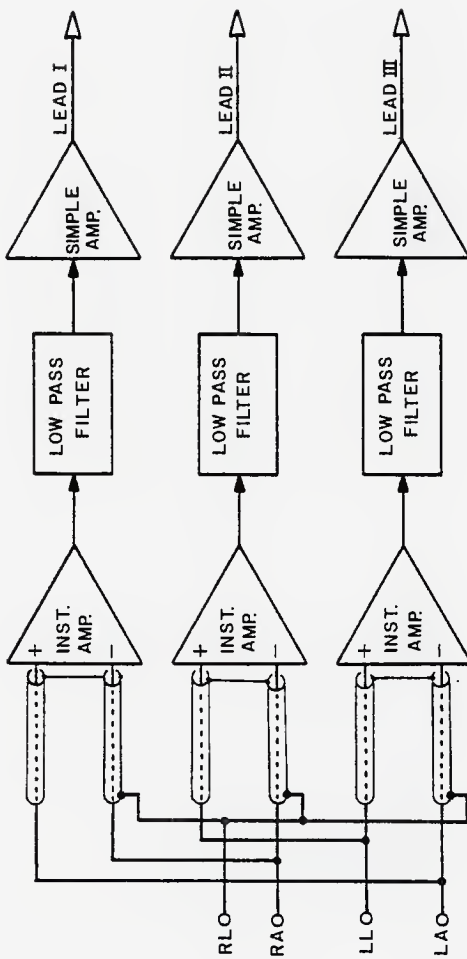 LEAD I
SIMPLE
AMP.
LOW PASS
FILTER
INST.
AMP.
+
-
LEAD II
SIMPLE
AMP.
LOW PASS
FILTER
INST.
AMP.
+
-
LEAD III
SIMPLE
AMP.
LOW PASS
FILTER
INST.
AMP.
+
-
RL
RA
LL
LA